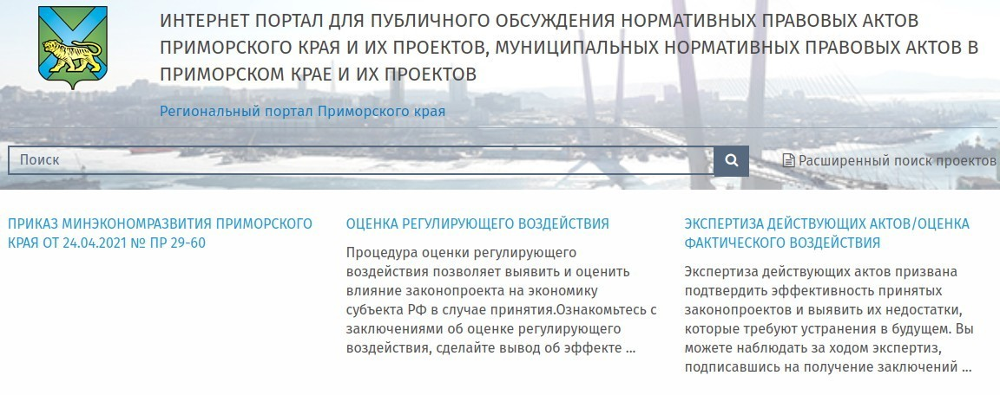 ИНТЕРНЕТ ПОРТАЛ ДЛЯ ПУБЛИЧНОГО ОБСУЖДЕНИЯ НОРМАТИВНЫХ ПРАВОВЫХ АКТОВ
ПРИМОРСКОГО КРАЯ И ИХ ПРОЕКТОВ, МУНИЦИПАЛЬНЫХ НОРМАТИВНЫХ ПРАВОВЫХ АКТОВ В
ПРИМОРСКОМ КРАЕ И ИХ ПРОЕКТОВ
Региональный портал Приморского края
Поиск
Расширенный поиск проектов
ПРИКАЗ МИНЭКОНОМРАЗВИТИЯ ПРИМОРСКОГО
КРАЯ ОТ 24.04.2021 № ПР 29-60
ОЦЕНКА РЕГУЛИРУЮЩЕГО ВОЗДЕЙСТВИЯ
Процедура оценки регулирующего
воздействия позволяет выявить и оценить
влияние законопроекта на экономику
субъекта РФ в случае принятия.Ознакомьтесь с
заключениями об оценке регулирующего
воздействия, сделайте вывод об эффекте ...
ЭКСПЕРТИЗА ДЕЙСТВУЮЩИХ АКТОВ/ОЦЕНКА
ФАКТИЧЕСКОГО ВОЗДЕЙСТВИЯ
Экспертиза действующих актов призвана
подтвердить эффективность принятых
законопроектов и выявить их недостатки,
которые требуют устранения в будущем. Вы
можете наблюдать за ходом экспертиз,
подписавшись на получение заключений ...